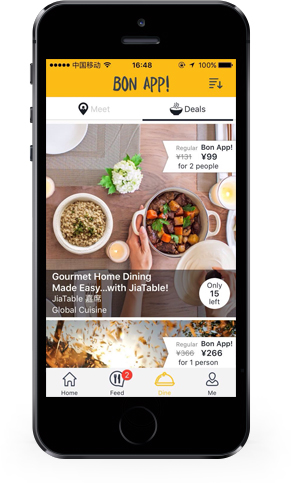 中国移动 16:48 100%
BON APP!
Meet Deals
Regular Bon App!
¥131 ¥99
for 2 people
Gourmet Home Dining
Made Easy...with JiaTable!
JiaTable 嘉席
Global Cuisine
Only
15
left
Regular Bon App!
¥366 ¥266
for 1 person
2
Home Feed Dine Me